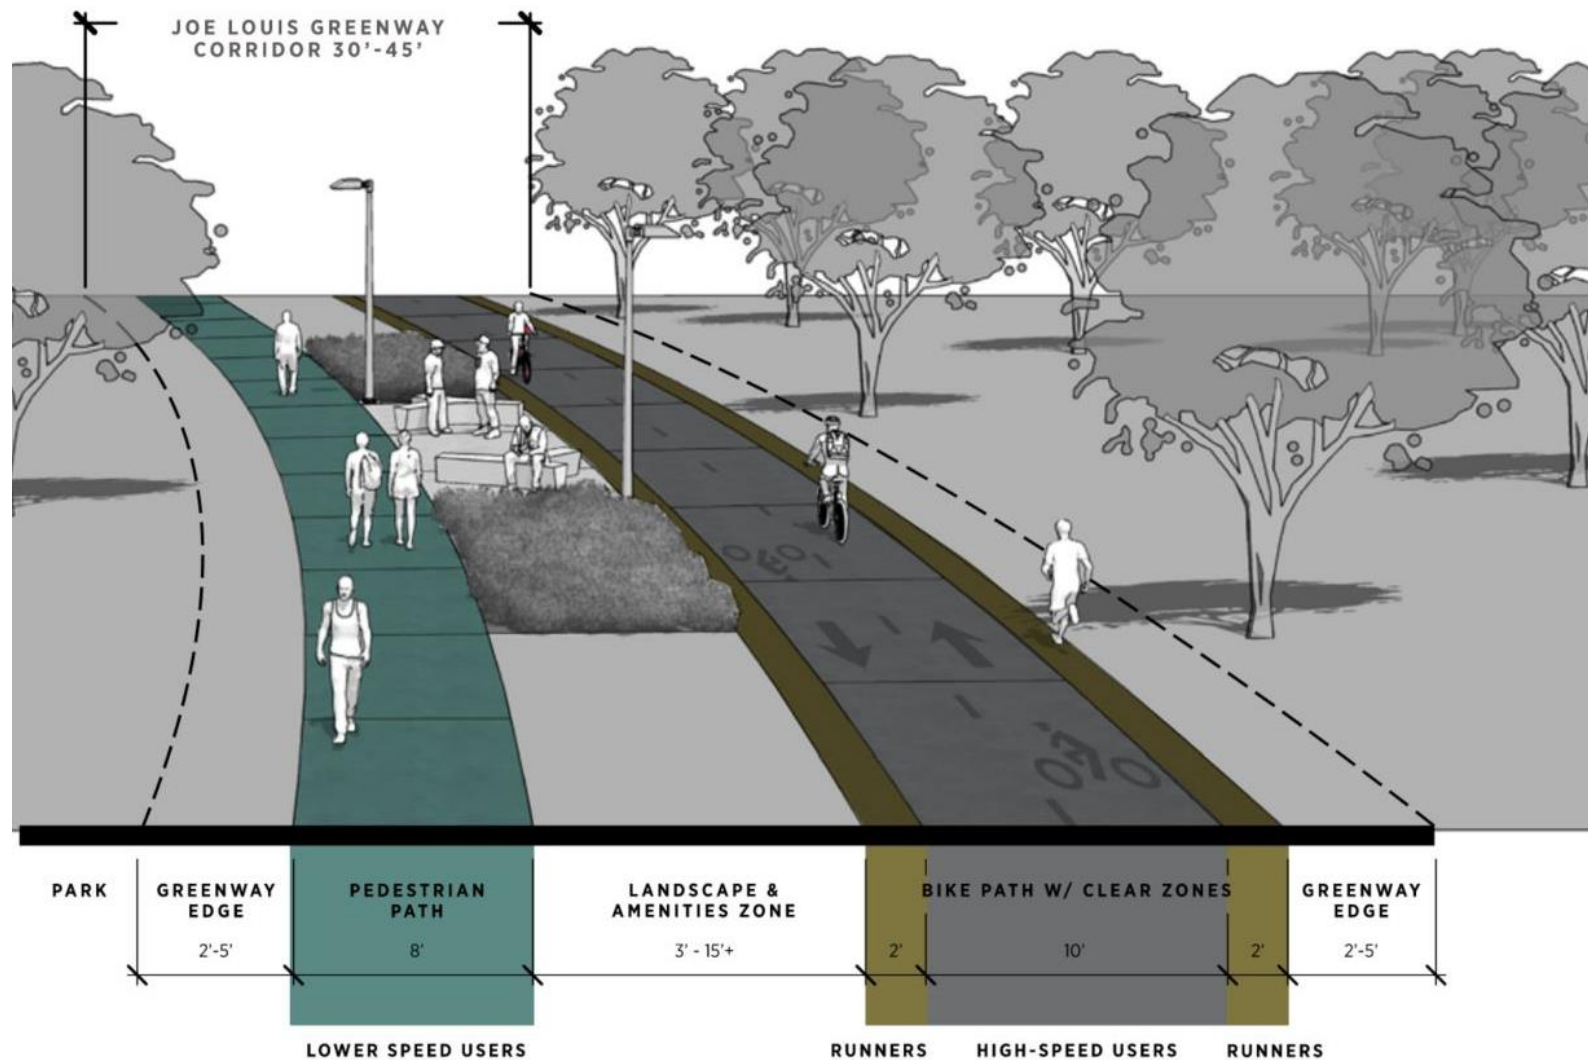 JOE LOUIS GREENWAY
CORRIDOR 30'-45'
PARK
GREENWAY
EDGE
2'-5'
PEDESTRIAN
PATH
8'
LANDSCAPE &
AMENITIES ZONE
3' - 15'+
BIKE PATH W/ CLEAR ZONES
2'
10'
2'
GREENWAY
EDGE
2'-5'
LOWER SPEED USERS
RUNNERS
HIGH-SPEED USERS
RUNNERS